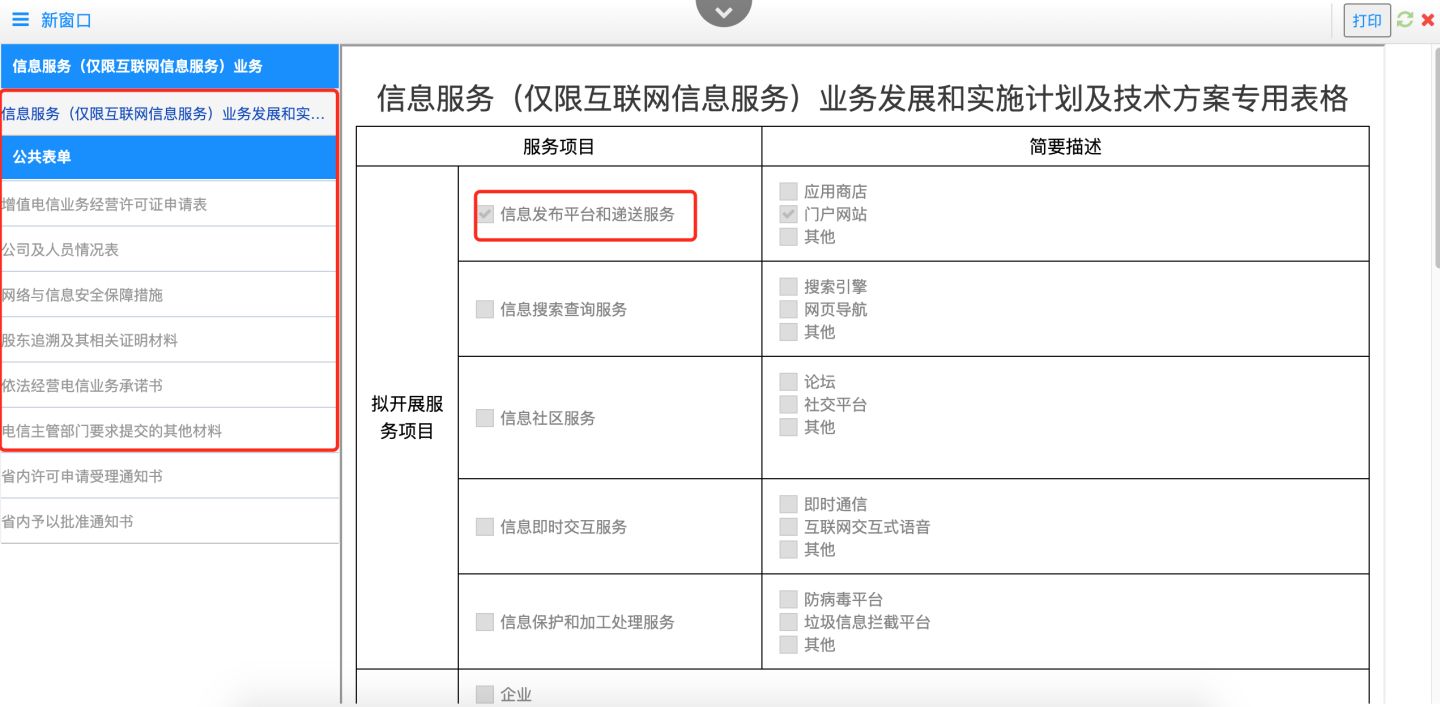 新窗口
打印
信息服务（仅限互联网信息服务）业务
信息服务（仅限互联网信息服务）业务发展和实...
公共表单
增值电信业务经营许可证申请表
公司及人员情况表
网络与信息安全保障措施
股东追溯及其相关证明材料
依法经营电信业务承诺书
电信主管部门要求提交的其他材料
省内许可申请受理通知书
省内予以批准通知书
信息服务（仅限互联网信息服务）业务发展和实施计划及技术方案专用表格
服务项目
简要描述
拟开展服
务项目
信息发布平台和递送服务
应用商店
门户网站
其他
信息搜索查询服务
搜索引擎
网页导航
其他
信息社区服务
论坛
社交平台
其他
信息即时交互服务
即时通信
互联网交互式语音
其他
信息保护和加工处理服务
防病毒平台
垃圾信息拦截平台
其他
企业